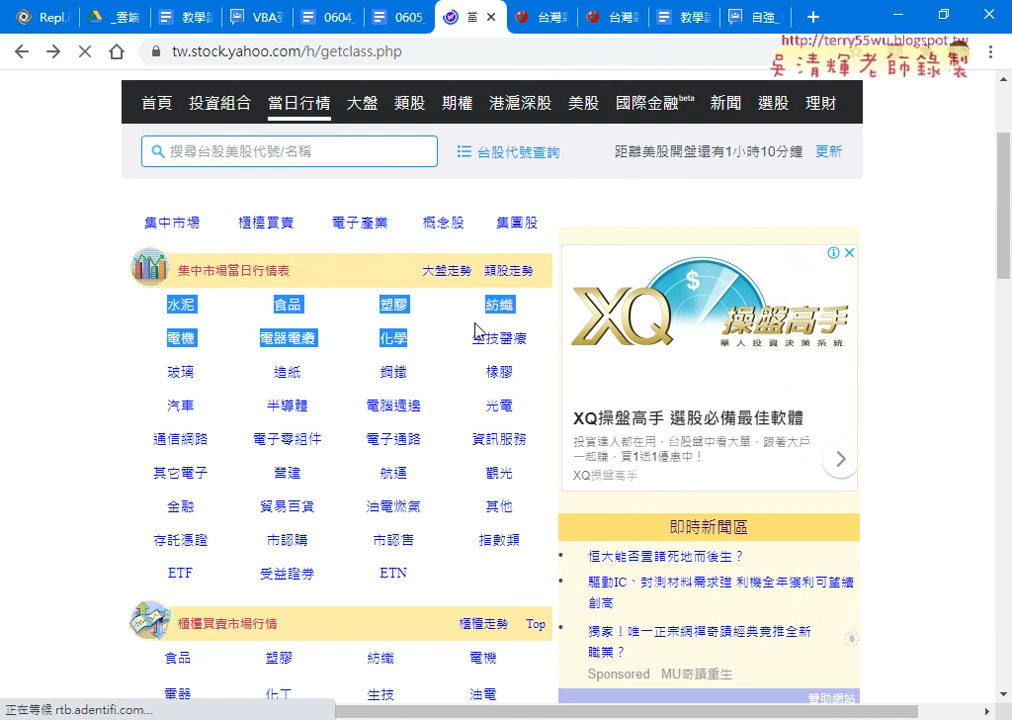 Repl.
_雲端
教學
VBA
0604_
0605_
當
台灣
台灣
教學
自強_
tw.stock.yahoo.com/h/getclass.php
http://terry55wu.blogspot.tw
吳清輝老師錄製
首頁 投資組合 當日行情 大盤 類股 期權 港滬深股 美股 國際金融beta 新聞 選股 理財
搜尋台股美股代號/名稱 台股代號查詢 距離美股開盤還有1小時10分鐘 更新
集中市場 櫃檯買賣 電子產業 概念股 集團股
集中市場當日行情表 大盤走勢 類股走勢
水泥 食品 塑膠 紡織
電機 電器電纜 化學 生技醫療
玻璃 造紙 鋼鐵 橡膠
汽車 半導體 電腦週邊 光電
通信網路 電子零組件 電子通路 資訊服務
其它電子 營建 航運 觀光
金融 貿易百貨 油電燃氣 其他
存託憑證 市認購 市認售 指數類
ETF 受益證券 ETN
櫃檯買賣市場行情 櫃檯走勢 Top
食品 塑膠 紡織 電機
電器 化工 生技 油電
XQ操盤高手
華人投資決策系統
XQ操盤高手 選股必備最佳軟體
投資達人都在用，台股盤中看大單，跟著大戶
一起賺，買1送1優惠中！
XQ操盤高手
即時新聞區
恒大能否置諸死地而後生？
驅動IC、封測材料需求強 利機全年獲利可望續
創高
獨家！唯一正宗網禪奇蹟經典竟推全新
職業？
Sponsored MU奇蹟重生
贊助網站
正在等候 rtb.adentifi.com...